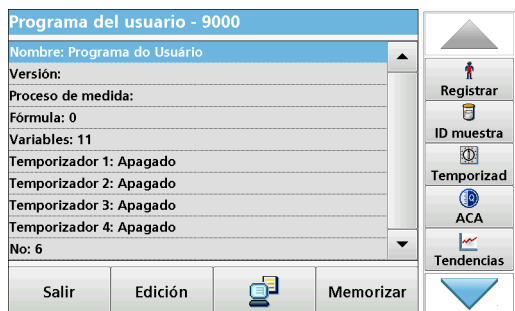 Programa del usuario - 9000
Nombre: Programa do Usuário
Versión:
Proceso de medida:
Fórmula: 0
Variables: 11
Temporizador 1: Apagado
Temporizador 2: Apagado
Temporizador 3: Apagado
Temporizador 4: Apagado
No: 6
Salir
Edición
Memorizar
Registrar
ID muestra
Temporizad
ACA
Tendencias